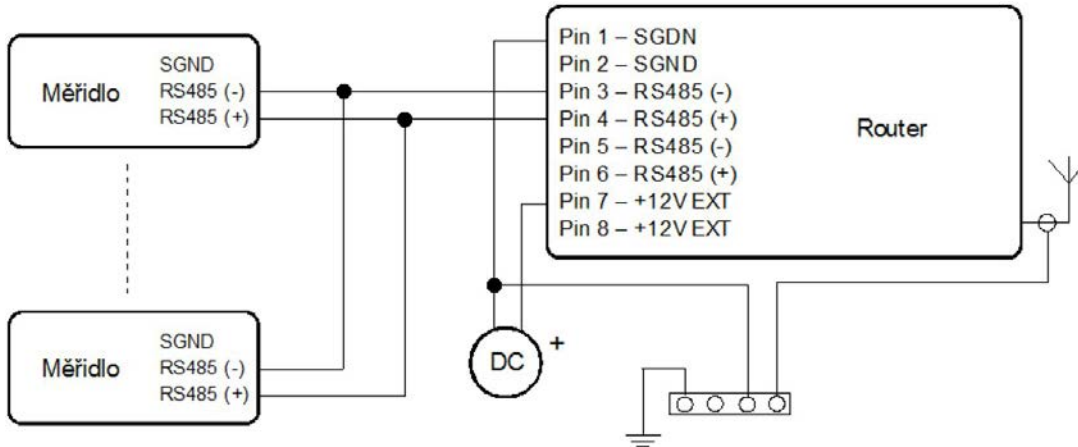 Měřidlo
SGND
RS485 (-)
RS485 (+)
Pin 1 – SGDN
Pin 2 – SGND
Pin 3 – RS485 (-)
Pin 4 – RS485 (+)
Pin 5 – RS485 (-)
Pin 6 – RS485 (+)
Pin 7 – +12V EXT
Pin 8 – +12V EXT
Router
Měřidlo
SGND
RS485 (-)
RS485 (+)
DC
+